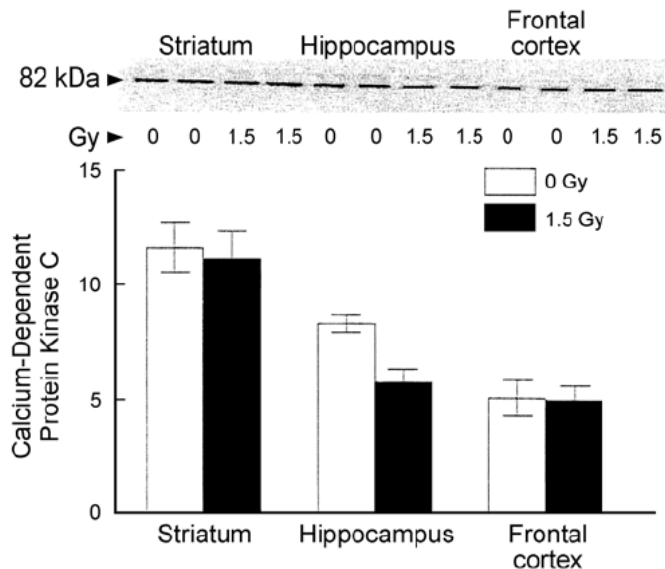 Frontal
Striatum Hippocampus cortex
82 kDa►
Gy ► 0 0 1.5 1.5 0 0 1.5 1.5 0 0 1.5 1.5
15
10
5
0
Calcium-Dependent
Protein Kinase C
0 Gy
1.5 Gy
Striatum Hippocampus Frontal
cortex